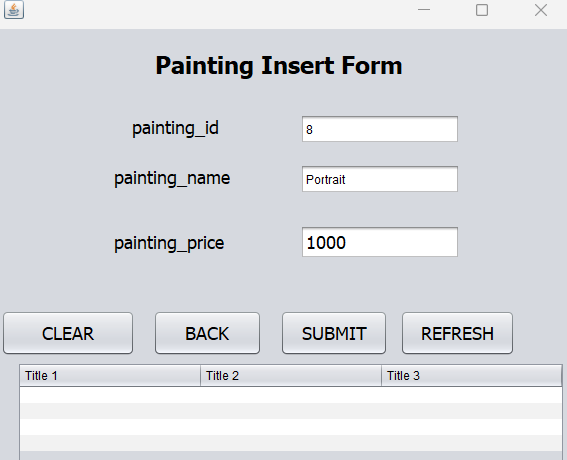 Painting Insert Form
painting_id 8
painting_name Portrait
painting_price 1000
CLEAR BACK SUBMIT REFRESH
Title 1 Title 2 Title 3